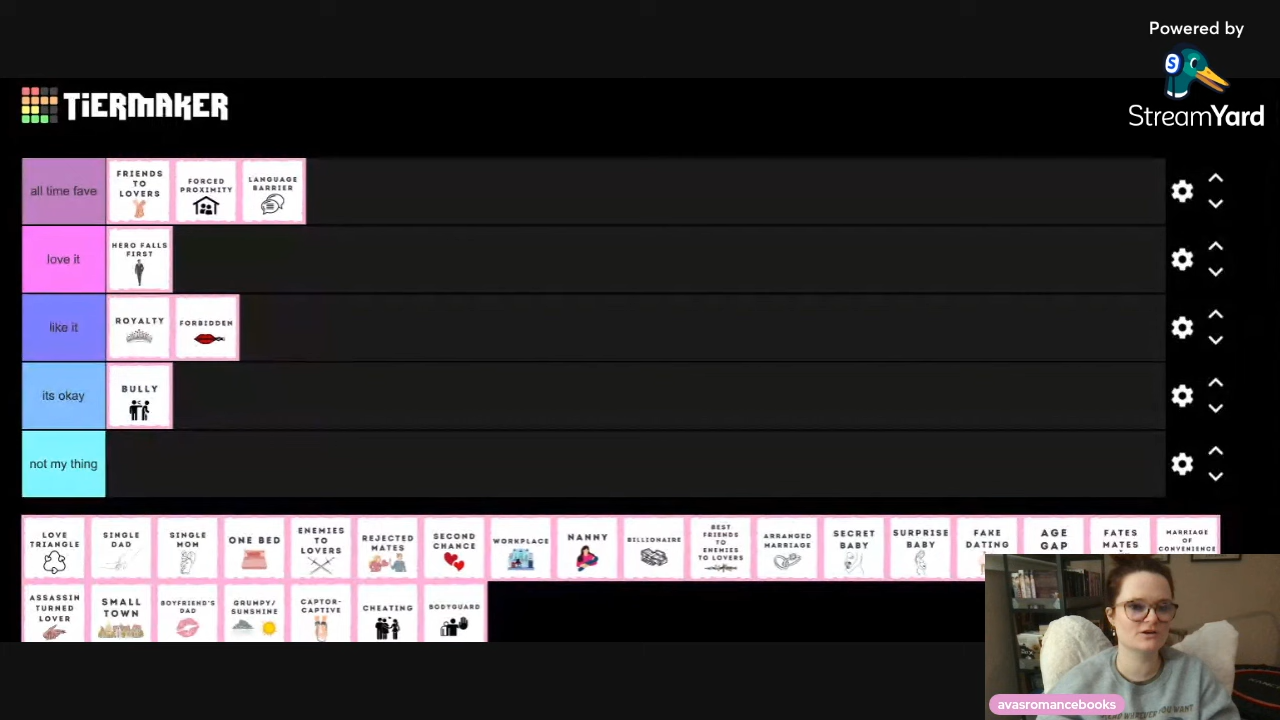 Powered by
StreamYard
TIERMAKER
all time fave
FRIENDS
TO
LOVERS
FORCED
PROXIMITY
LANGUAGE
BARRIER
love it
HERO FALLS
FIRST
like it
ROYALTY
FORBIDDEN
its okay
BULLY
not my thing
LOVE
TRIANGLE
SINGLE
DAD
SINGLE
MOM
ONE BED
ENEMIES
TO
LOVERS
REJECTED
MATES
SECOND
CHANCE
WORKPLACE
NANNY
BILLIONAIRE
BEST
FRIENDS
TO
ENEMIES
TO LOVERS
ARRANGED
MARRIAGE
SECRET
BABY
SURPRISE
BABY
FAKE
DATING
AGE
GAP
FATES
MATES
MARRIAGE
OF
CONVENIENCE
ASSASSIN
TURNED
LOVER
SMALL
TOWN
BOYFRIEND'S
DAD
GRUMPY/
SUNSHINE
CAPTOR-
CAPTIVE
CHEATING
BODYGUARD
WHEREVER YOU WANT
avasromancebooks